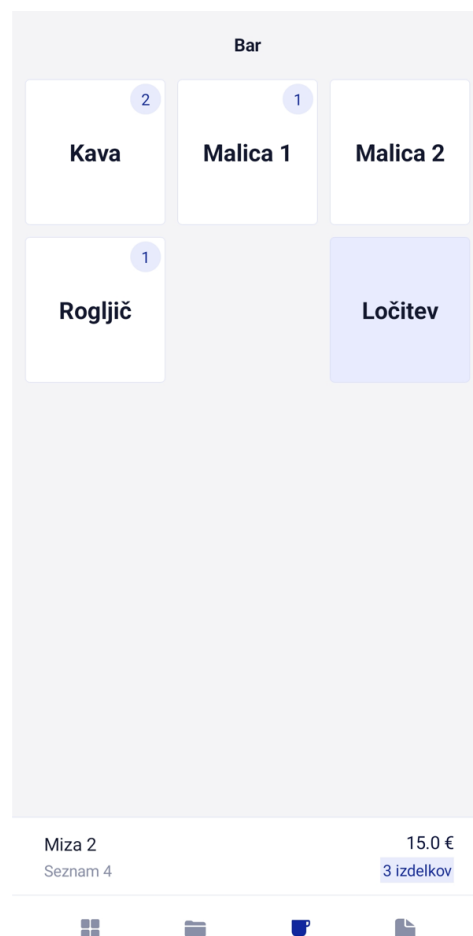 Bar
2
Kava
1
Malica 1
Malica 2
1
Rogljič
Ločitev
Miza 2
15.0 €
Seznam 4
3 izdelkov